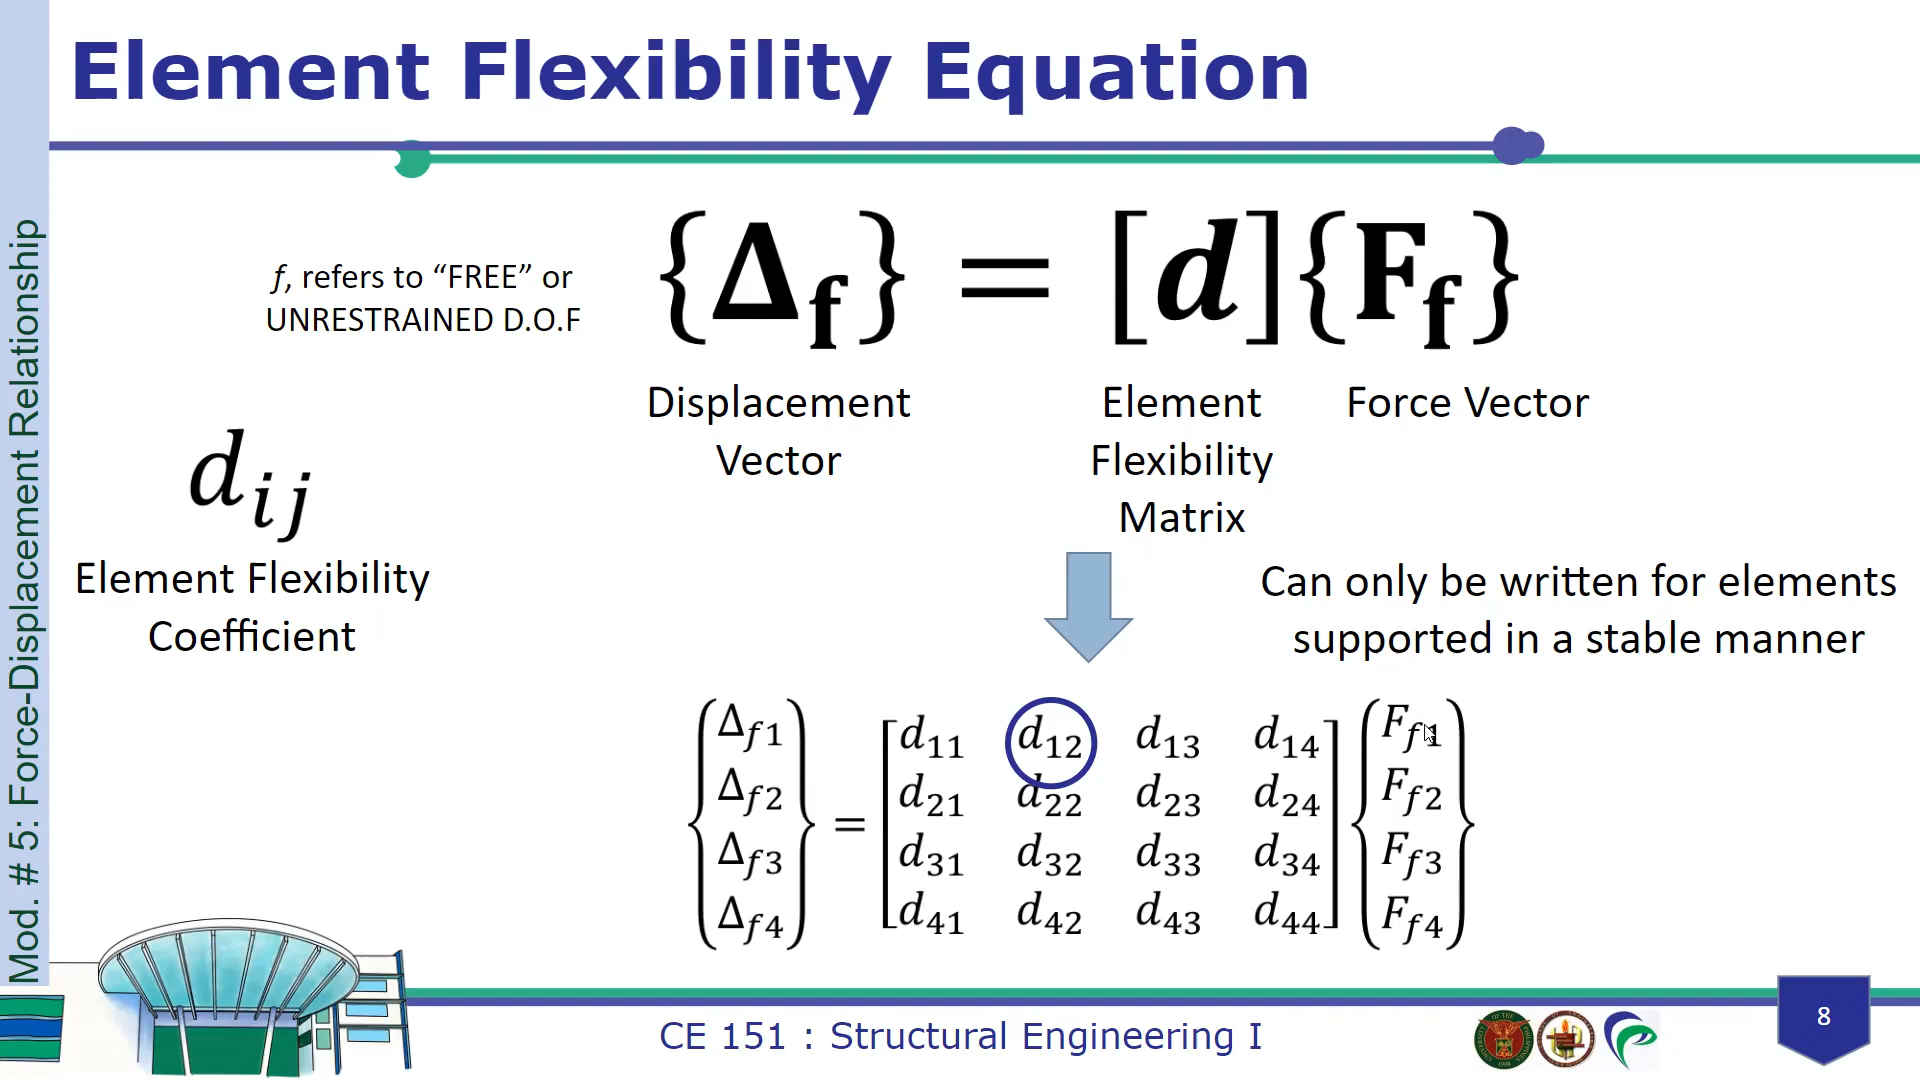 Element Flexibility Equation
Mod. # 5: Force-Displacement Relationship
f, refers to “FREE” or
UNRESTRAINED D.O.F
{Δf} = [d]{Ff}
Displacement
Vector
Element
Flexibility
Matrix
Force Vector
dij
Element Flexibility
Coefficient
Can only be written for elements
supported in a stable manner
Δf1 d11 d12 d13 d14 Ff1
Δf2 d21 d22 d23 d24 Ff2
=
Δf3 d31 d32 d33 d34 Ff3
Δf4 d41 d42 d43 d44 Ff4
CE 151 : Structural Engineering I
8